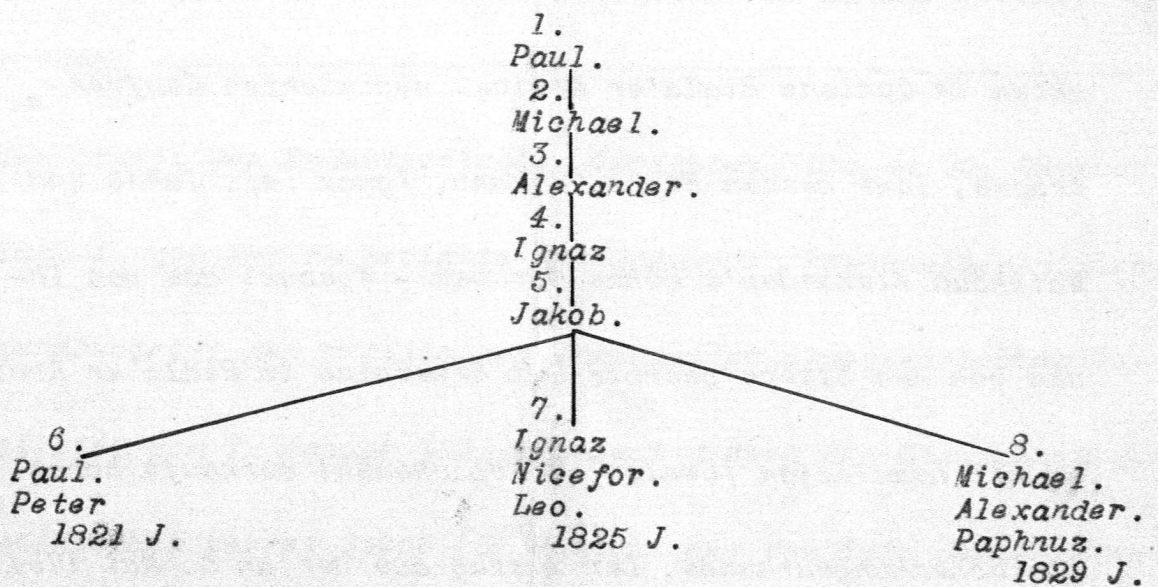 1.
Paul.
2.
Michael.
3.
Alexander.
4.
Ignaz
5.
Jakob.
6.
Paul.
Peter
1821 J.
7.
Ignaz
Nicefor.
Leo.
1825 J.
8.
Michael.
Alexander.
Paphnuz.
1829 J.